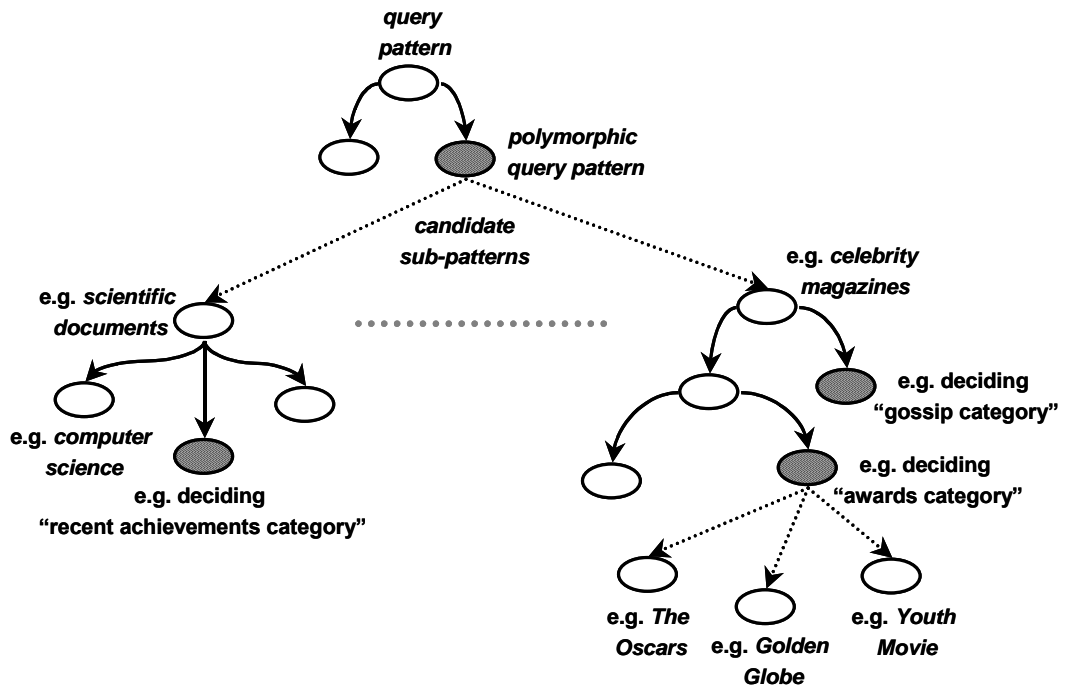 query
pattern
polymorphic
query pattern
candidate
sub-patterns
e.g. scientific
documents
e.g. celebrity
magazines
e.g. computer
science
e.g. deciding
“recent achievements category”
e.g. deciding
“gossip category”
e.g. deciding
“awards category”
e.g. The
Oscars
e.g. Golden
Globe
e.g. Youth
Movie